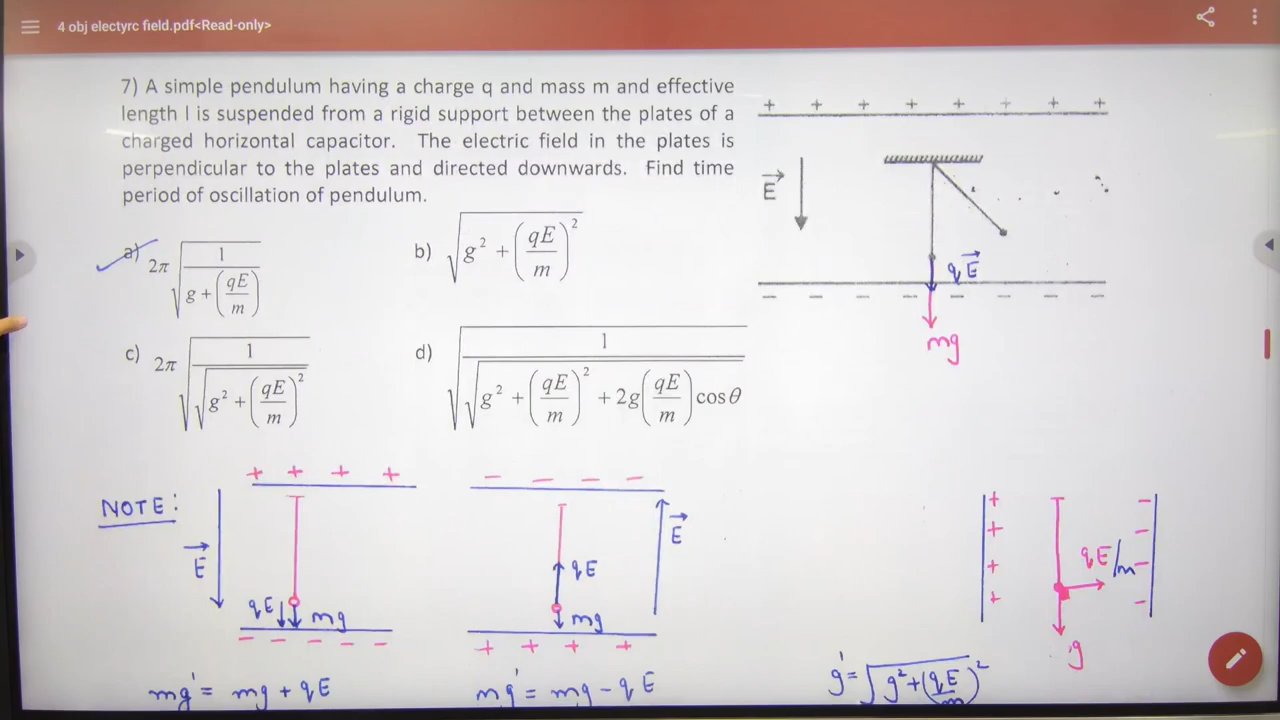 4 obj electyrc field.pdf<Read-only>
7) A simple pendulum having a charge q and mass m and effective
length l is suspended from a rigid support between the plates of a
charged horizontal capacitor. The electric field in the plates is
perpendicular to the plates and directed downwards. Find time
period of oscillation of pendulum.
a) 2π √(1 / (g + (qE/m)))
b) √(g² + (qE/m)²)
c) 2π √(1 / √(g² + (qE/m)²))
d) √(1 / √(g² + (qE/m)² + 2g(qE/m) cosθ))
+ + + + + + + +
E
qE
− − − − − − − −
mg
NOTE:
+ + + +
E
qE mg
− − − − −
mg' = mg + qE
− − − −
E
qE
mg
+ + + +
mg' = mg − qE
+ −
+ −
+ qE/m −
+ −
g
g' = √(g² + (qE/m)²)